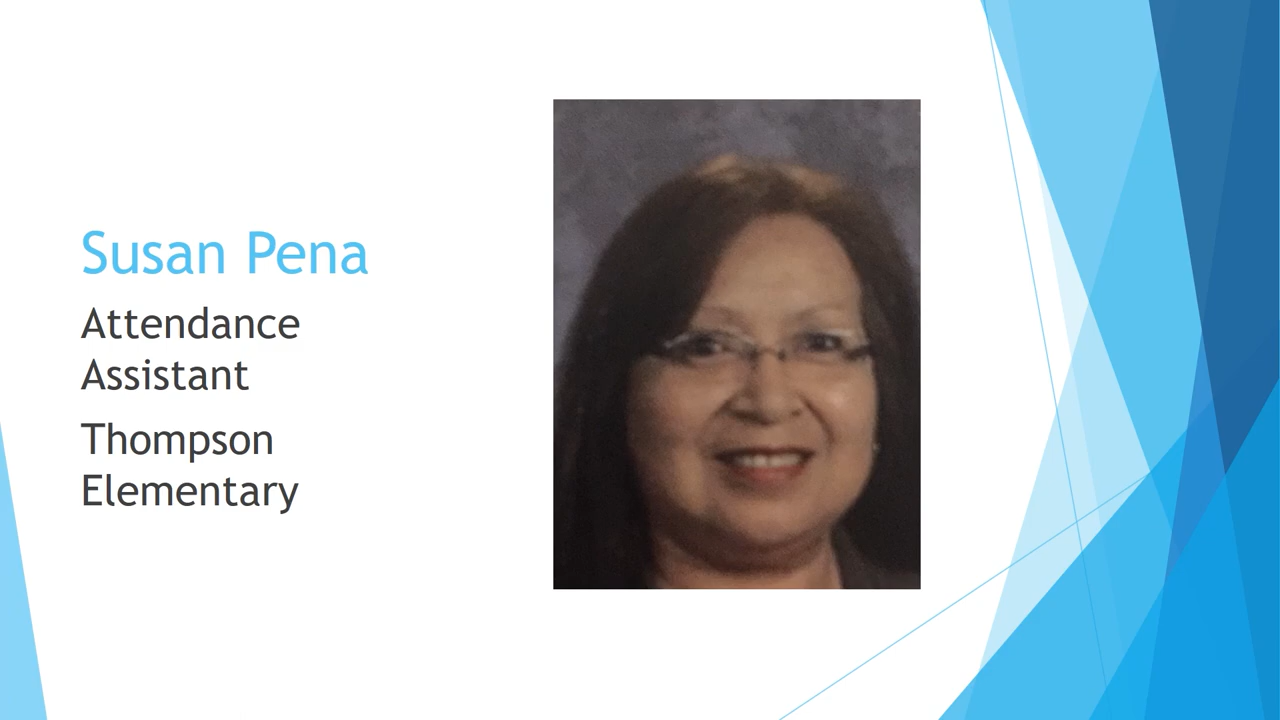 Susan Pena
Attendance
Assistant
Thompson
Elementary